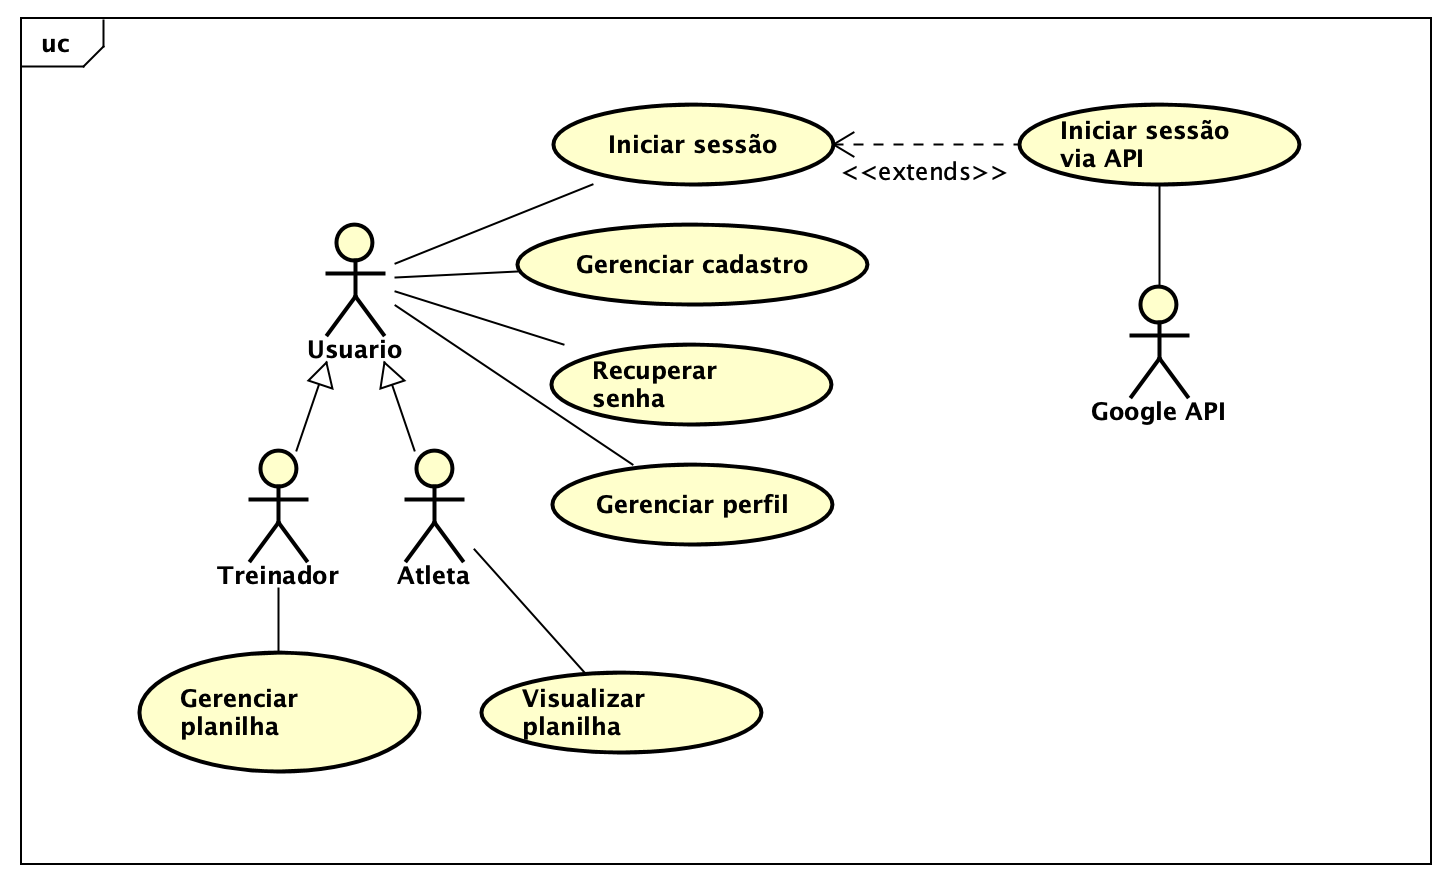 uc
Iniciar sessão
Iniciar sessão
via API
<<extends>>
Gerenciar cadastro
Usuario
Recuperar
senha
Google API
Gerenciar perfil
Treinador
Atleta
Gerenciar
planilha
Visualizar
planilha